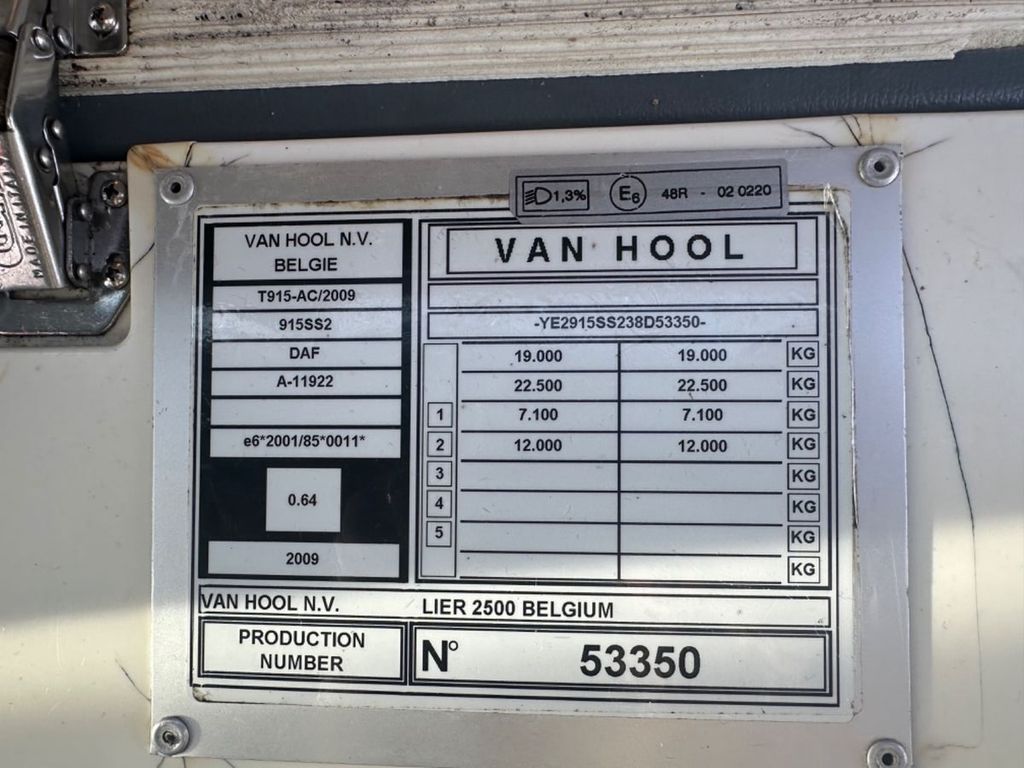 1,3% E6 48R - 02 0220
VAN HOOL N.V.
BELGIE
T915-AC/2009
915SS2
DAF
A-11922
e6*2001/85*0011*
0.64
2009
VAN HOOL
-YE2915SS238D53350-
19.000 19.000 KG
22.500 22.500 KG
1 7.100 7.100 KG
2 12.000 12.000 KG
3 KG
4 KG
5 KG
KG
VAN HOOL N.V. LIER 2500 BELGIUM
PRODUCTION
NUMBER
N° 53350
MADE IN ITALY